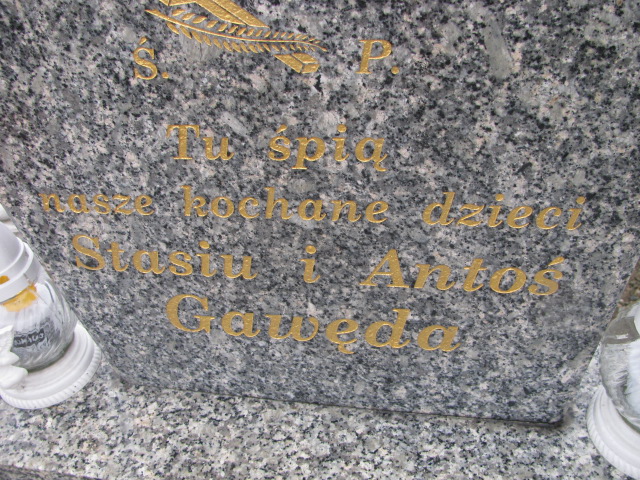 Ś. P.
Tu śpią
nasze kochane dzieci
Stasiu i Antoś
Gawęda